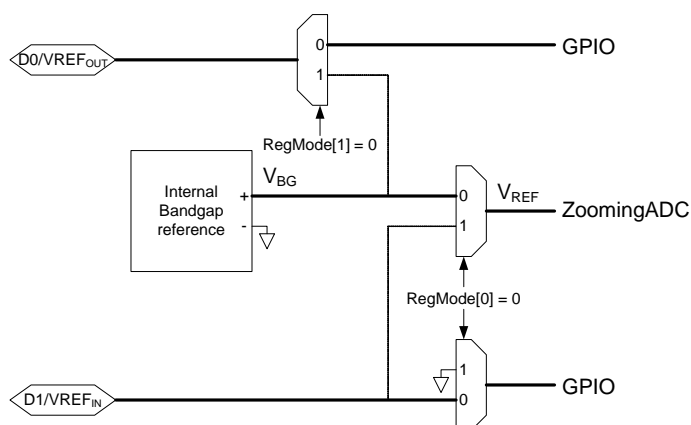 0
GPIO
D0/VREFOUT
1
RegMode[1] = 0
VBG
Internal
Bandgap
reference
+
-
0
VREF
ZoomingADC
1
RegMode[0] = 0
1
GPIO
D1/VREFIN
0